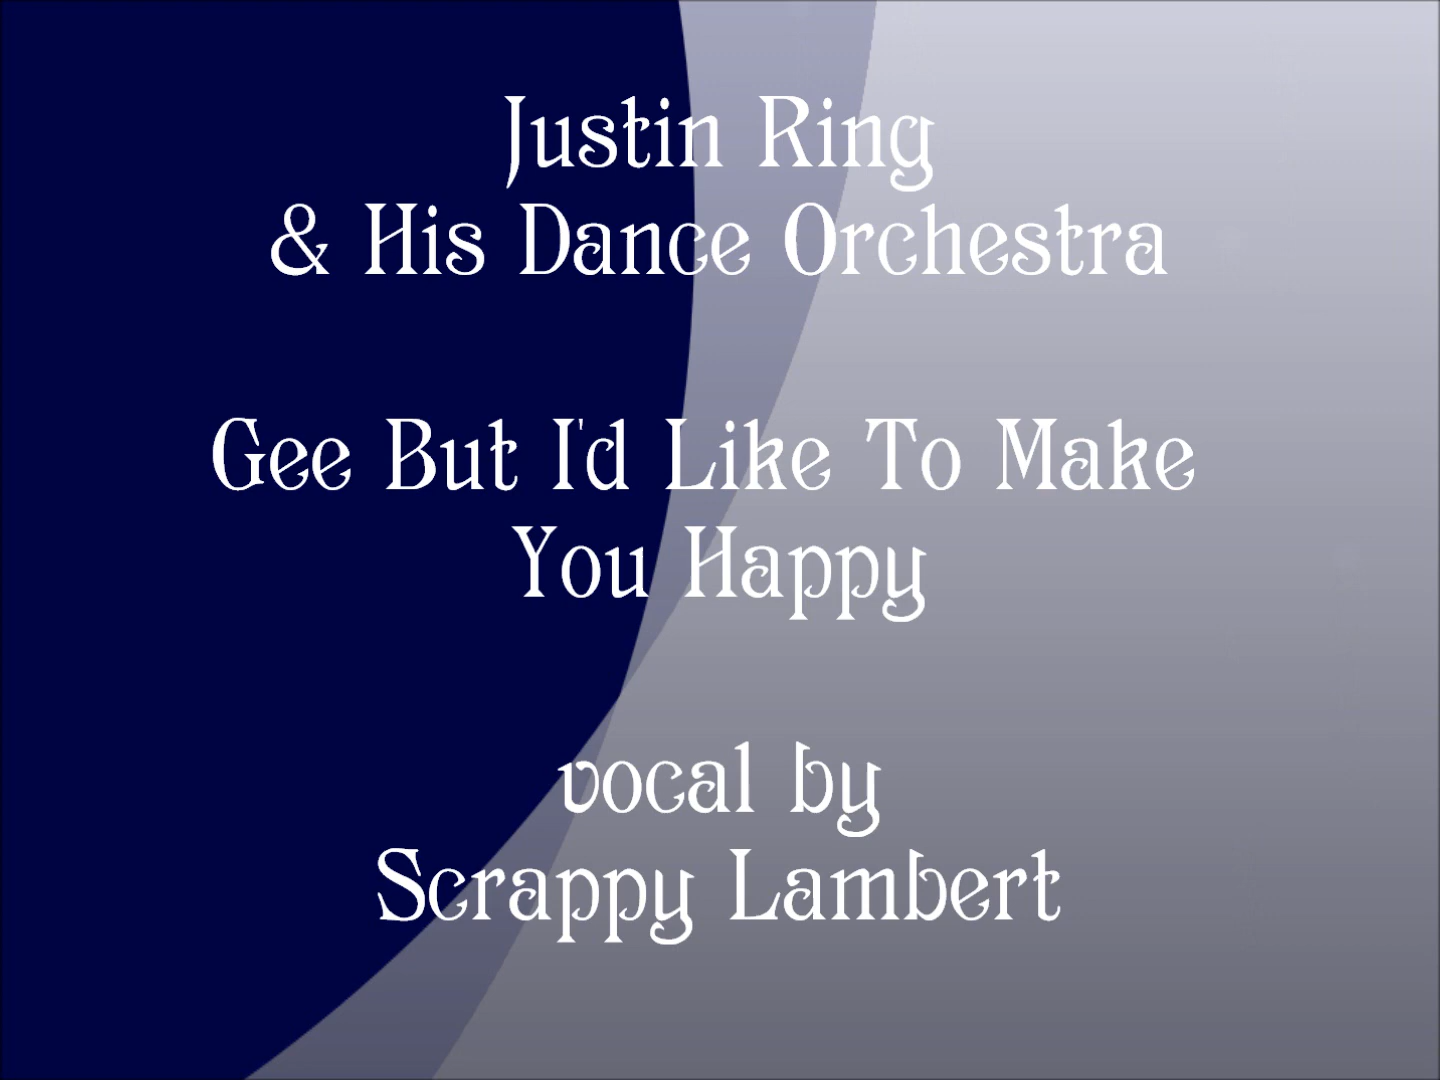 Justin Ring
& His Dance Orchestra
Gee But I'd Like To Make
You Happy
vocal by
Scrappy Lambert